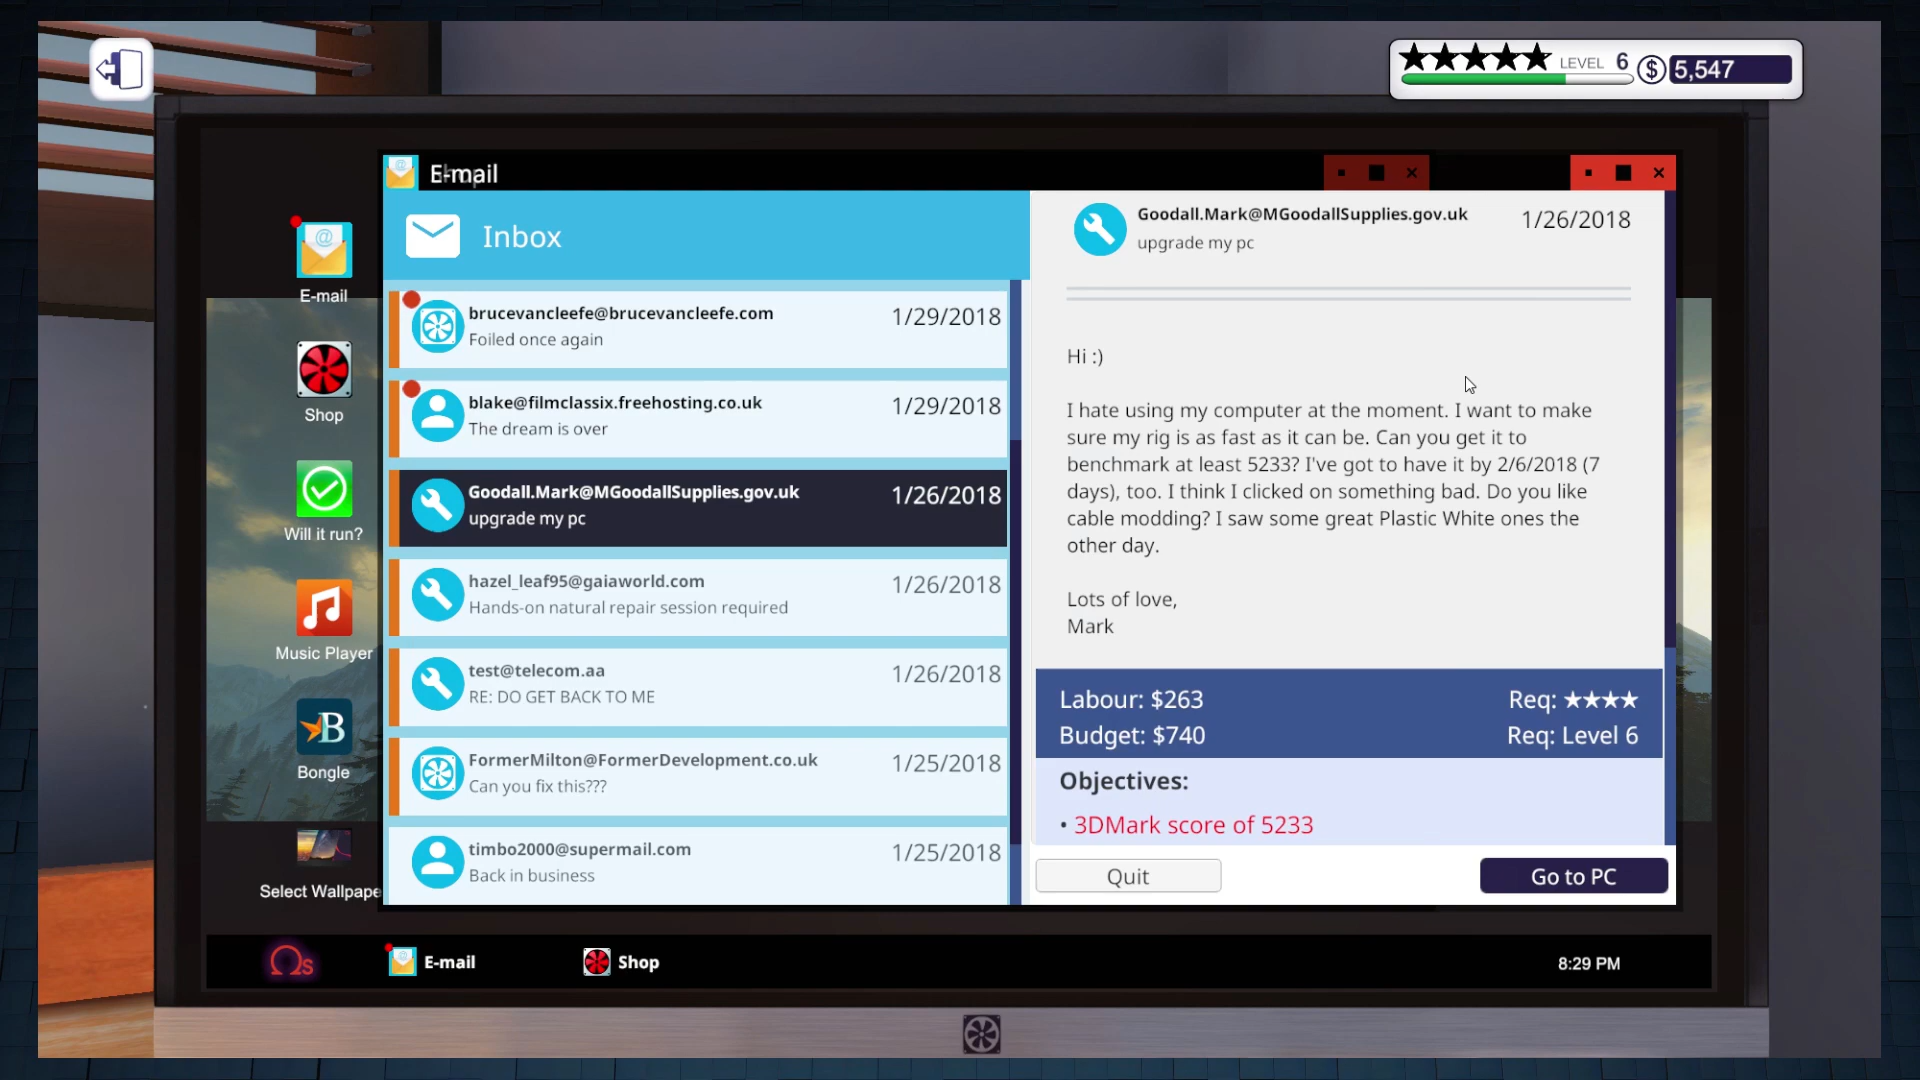 LEVEL 6
5,547
E-mail
Inbox
brucevancleefe@brucevancleefe.com
1/29/2018
Foiled once again
blake@filmclassix.freehosting.co.uk
1/29/2018
The dream is over
Goodall.Mark@MGoodallSupplies.gov.uk
1/26/2018
upgrade my pc
hazel_leaf95@gaiaworld.com
1/26/2018
Hands-on natural repair session required
test@telecom.aa
1/26/2018
RE: DO GET BACK TO ME
FormerMilton@FormerDevelopment.co.uk
1/25/2018
Can you fix this???
timbo2000@supermail.com
1/25/2018
Back in business
Goodall.Mark@MGoodallSupplies.gov.uk
1/26/2018
upgrade my pc
Hi :)
I hate using my computer at the moment. I want to make
sure my rig is as fast as it can be. Can you get it to
benchmark at least 5233? I've got to have it by 2/6/2018 (7
days), too. I think I clicked on something bad. Do you like
cable modding? I saw some great Plastic White ones the
other day.
Lots of love,
Mark
Labour: $263
Req: ★★★★
Budget: $740
Req: Level 6
Objectives:
• 3DMark score of 5233
Quit
Go to PC
E-mail
Shop
Will it run?
Music Player
B
Bongle
Select Wallpape
Ωs
E-mail
Shop
8:29 PM